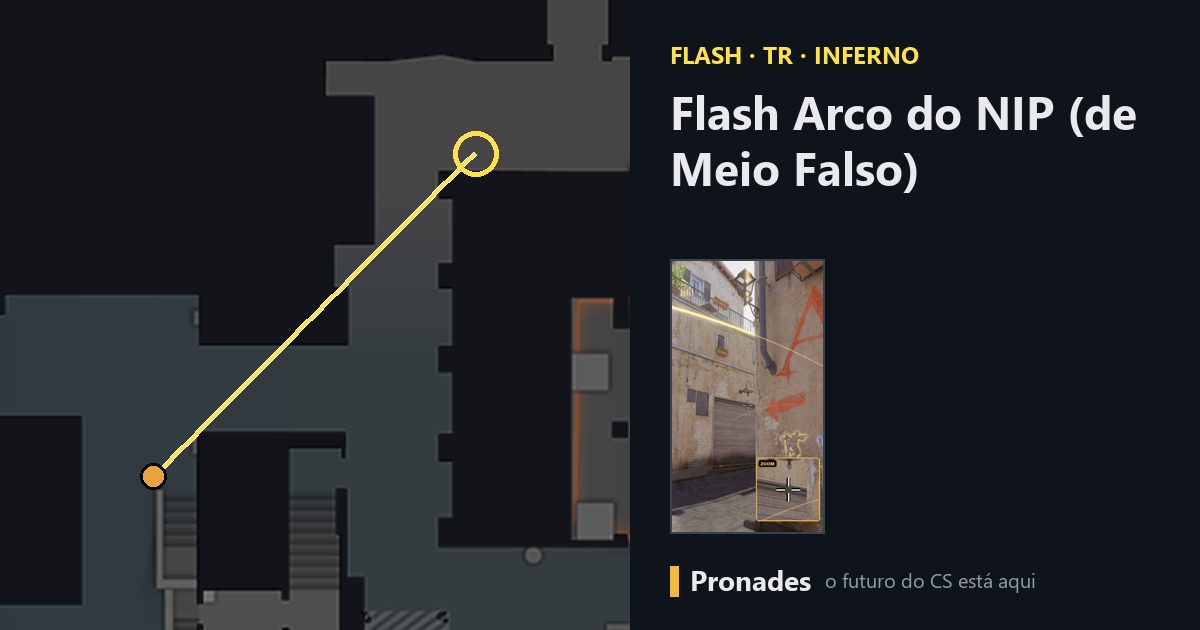 FLASH · TR · INFERNO
Flash Arco do NIP (de
Meio Falso)
A
ZOOM
Pronades o futuro do CS está aqui